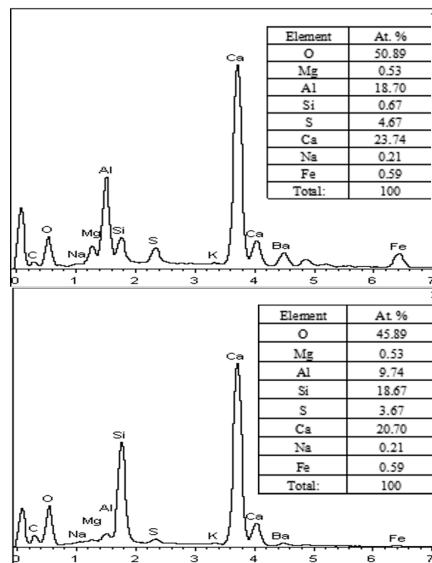 Element At. %
O 50.89
Mg 0.53
Al 18.70
Si 0.67
S 4.67
Ca 23.74
Na 0.21
Fe 0.59
Total: 100
Ca
Al
O
Mg
Si
C
Na
S
K
Ca
Ba
Fe
0 1 2 3 4 5 6 7
Element At. %
O 45.89
Mg 0.53
Al 9.74
Si 18.67
S 3.67
Ca 20.70
Na 0.21
Fe 0.59
Total: 100
Ca
Si
O
Al
Mg
C
Na
S
K
Ca
Ba
Fe
0 1 2 3 4 5 6 7